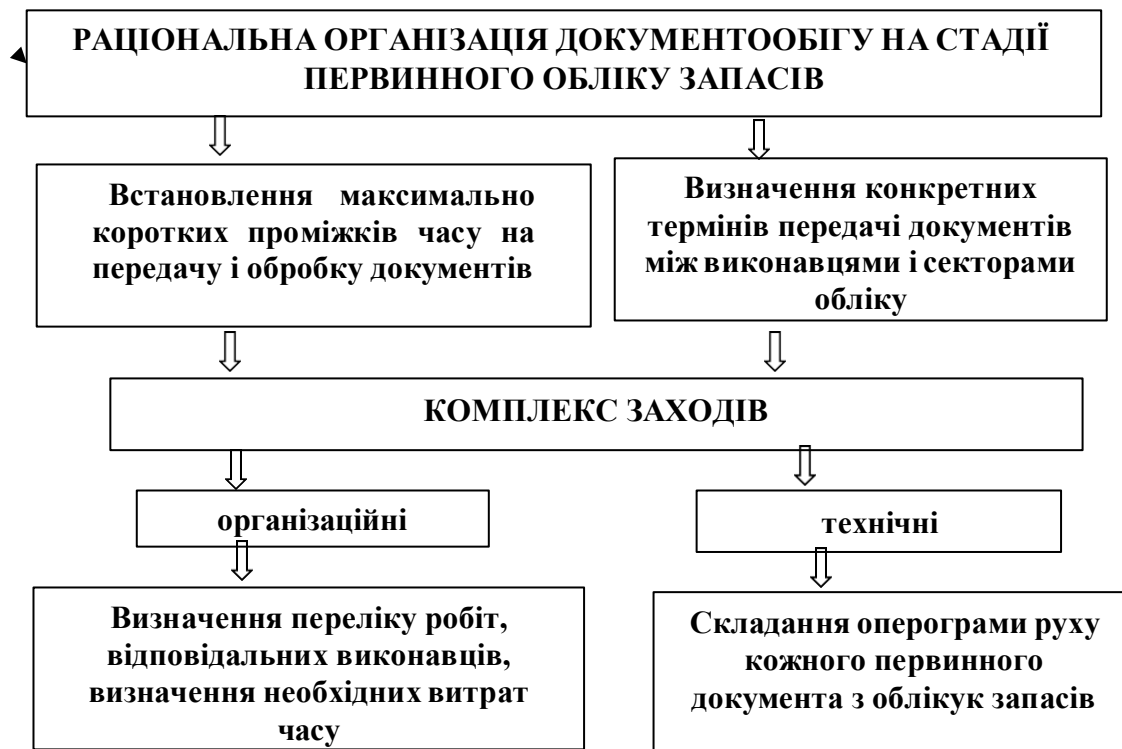 РАЦІОНАЛЬНА ОРГАНІЗАЦІЯ ДОКУМЕНТООБІГУ НА СТАДІЇ
ПЕРВИННОГО ОБЛІКУ ЗАПАСІВ
Встановлення максимально
коротких проміжків часу на
передачу і обробку документів
Визначення конкретних
термінів передачі документів
між виконавцями і секторами
обліку
КОМПЛЕКС ЗАХОДІВ
організаційні
технічні
Визначення переліку робіт,
відповідальних виконавців,
визначення необхідних витрат
часу
Складання оперограми руху
кожного первинного
документа з облікук запасів